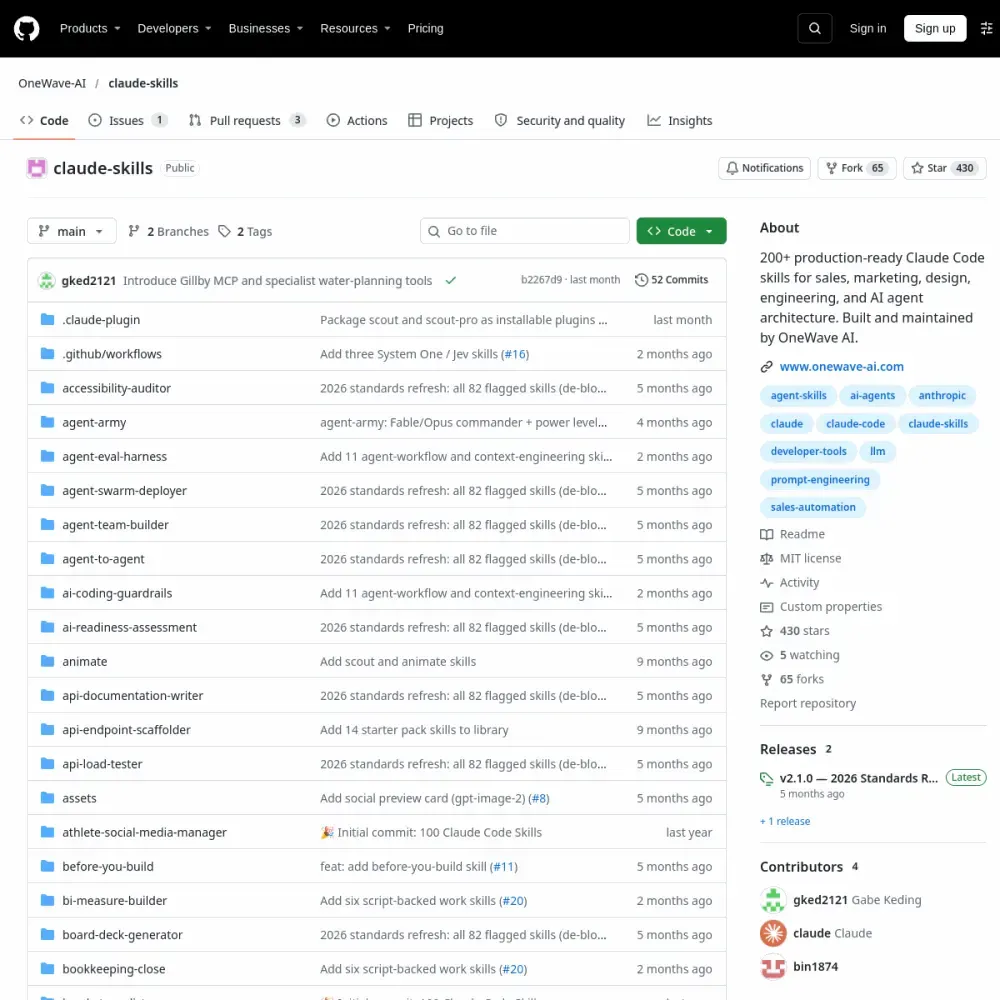 Products Developers Businesses Resources Pricing Sign in Sign up
OneWave-AI / claude-skills
Code Issues 1 Pull requests 3 Actions Projects Security and quality Insights
claude-skills Public Notifications Fork 65 Star 430
main 2 Branches 2 Tags Go to file Code
gked2121 Introduce Gillby MCP and specialist water-planning tools b2267d9 · last month 52 Commits
.claude-plugin Package scout and scout-pro as installable plugins ... last month
.github/workflows Add three System One / Jev skills (#16) 2 months ago
accessibility-auditor 2026 standards refresh: all 82 flagged skills (de-blo... 5 months ago
agent-army agent-army: Fable/Opus commander + power level... 4 months ago
agent-eval-harness Add 11 agent-workflow and context-engineering ski... 2 months ago
agent-swarm-deployer 2026 standards refresh: all 82 flagged skills (de-blo... 5 months ago
agent-team-builder 2026 standards refresh: all 82 flagged skills (de-blo... 5 months ago
agent-to-agent 2026 standards refresh: all 82 flagged skills (de-blo... 5 months ago
ai-coding-guardrails Add 11 agent-workflow and context-engineering ski... 2 months ago
ai-readiness-assessment 2026 standards refresh: all 82 flagged skills (de-blo... 5 months ago
animate Add scout and animate skills 9 months ago
api-documentation-writer 2026 standards refresh: all 82 flagged skills (de-blo... 5 months ago
api-endpoint-scaffolder Add 14 starter pack skills to library 9 months ago
api-load-tester 2026 standards refresh: all 82 flagged skills (de-blo... 5 months ago
assets Add social preview card (gpt-image-2) (#8) 5 months ago
athlete-social-media-manager 🎉 Initial commit: 100 Claude Code Skills last year
before-you-build feat: add before-you-build skill (#11) 5 months ago
bi-measure-builder Add six script-backed work skills (#20) 2 months ago
board-deck-generator 2026 standards refresh: all 82 flagged skills (de-blo... 5 months ago
bookkeeping-close Add six script-backed work skills (#20) 2 months ago
About
200+ production-ready Claude Code
skills for sales, marketing, design,
engineering, and AI agent
architecture. Built and maintained
by OneWave AI.
www.onewave-ai.com
agent-skills ai-agents anthropic
claude claude-code claude-skills
developer-tools llm
prompt-engineering
sales-automation
Readme
MIT license
Activity
Custom properties
430 stars
5 watching
65 forks
Report repository
Releases 2
v2.1.0 — 2026 Standards R... Latest
5 months ago
+ 1 release
Contributors 4
gked2121 Gabe Keding
claude Claude
bin1874